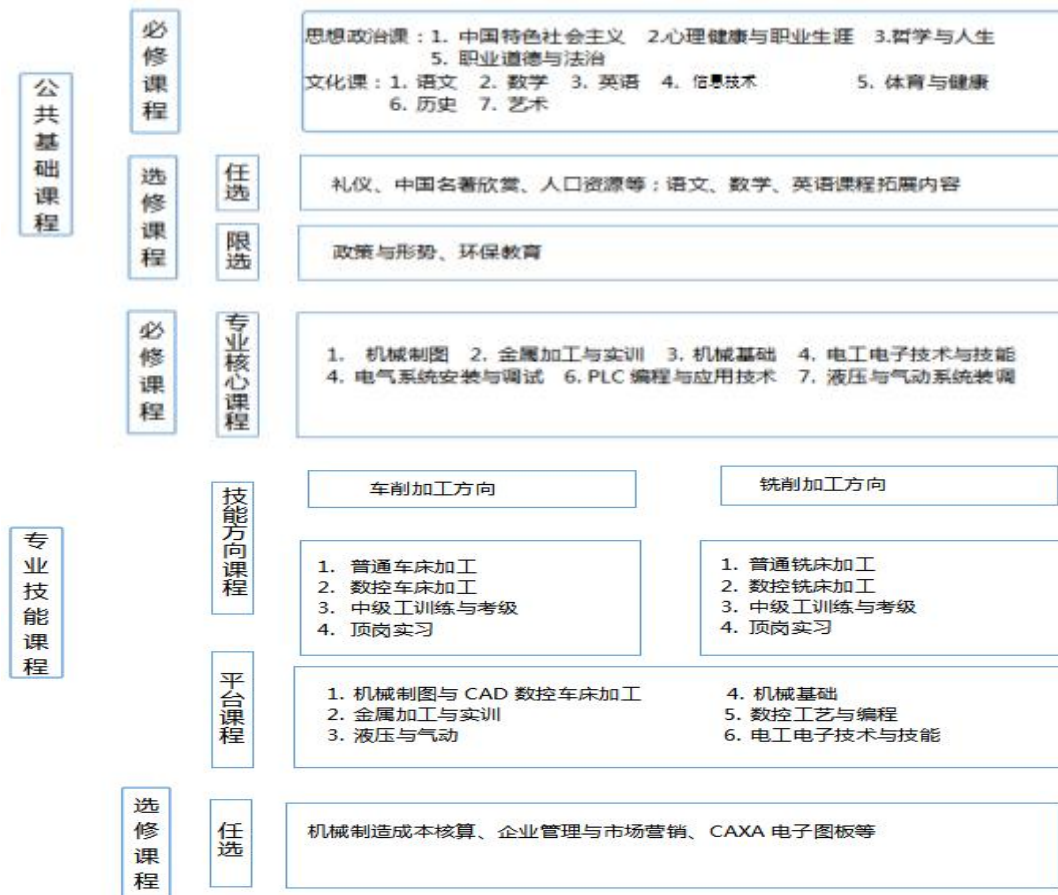 公共基础课程
必修课程
思想政治课：1. 中国特色社会主义 2.心理健康与职业生涯 3.哲学与人生
5. 职业道德与法治
文化课：1. 语文 2. 数学 3. 英语 4. 信息技术 5. 体育与健康
6. 历史 7. 艺术
选修课程
任选
礼仪、中国名著欣赏、人口资源等；语文、数学、英语课程拓展内容
限选
政策与形势、环保教育
专业技能课程
必修课程
专业核心课程
1. 机械制图 2. 金属加工与实训 3. 机械基础 4. 电工电子技术与技能
4. 电气系统安装与调试 6. PLC 编程与应用技术 7. 液压与气动系统装调
技能方向课程
车削加工方向
1. 普通车床加工
2. 数控车床加工
3. 中级工训练与考级
4. 顶岗实习
铣削加工方向
1. 普通铣床加工
2. 数控铣床加工
3. 中级工训练与考级
4. 顶岗实习
平台课程
1. 机械制图与 CAD 数控车床加工
2. 金属加工与实训
3. 液压与气动
4. 机械基础
5. 数控工艺与编程
6. 电工电子技术与技能
选修课程
任选
机械制造成本核算、企业管理与市场营销、CAXA 电子图板等